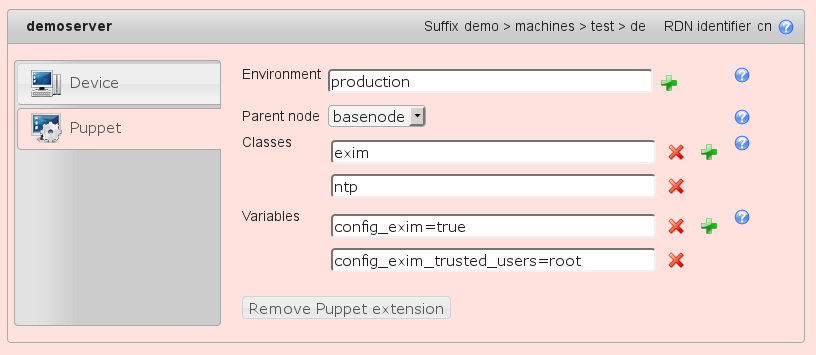 demoserver Suffix demo > machines > test > de RDN identifier cn
Device
Puppet
Environment production
Parent node basenode
Classes exim
ntp
Variables config_exim=true
config_exim_trusted_users=root
Remove Puppet extension